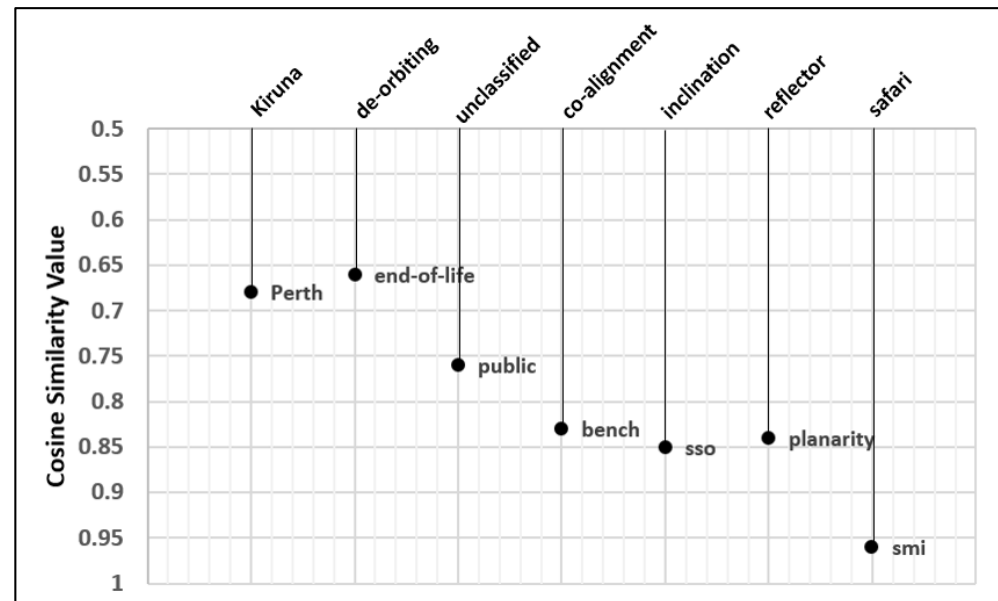 Kiruna
de-orbiting
unclassified
co-alignment
inclination
reflector
safari
Cosine Similarity Value
0.5
0.55
0.6
0.65
0.7
0.75
0.8
0.85
0.9
0.95
1
Perth
end-of-life
public
bench
sso
planarity
smi